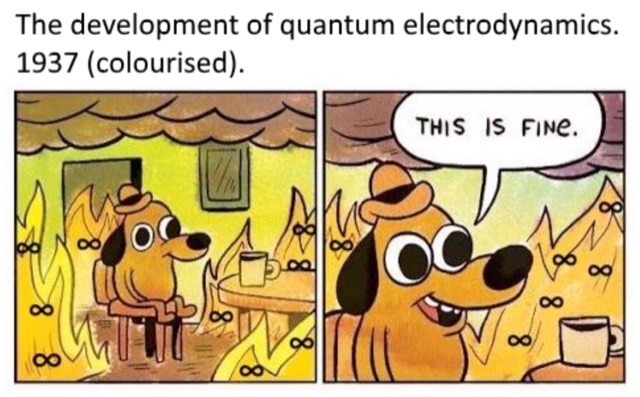 The development of quantum electrodynamics.
1937 (colourised).
∞ ∞ ∞
∞
∞ ∞
∞
∞
∞
THIS IS FINE.
∞
∞
∞ ∞
∞
∞